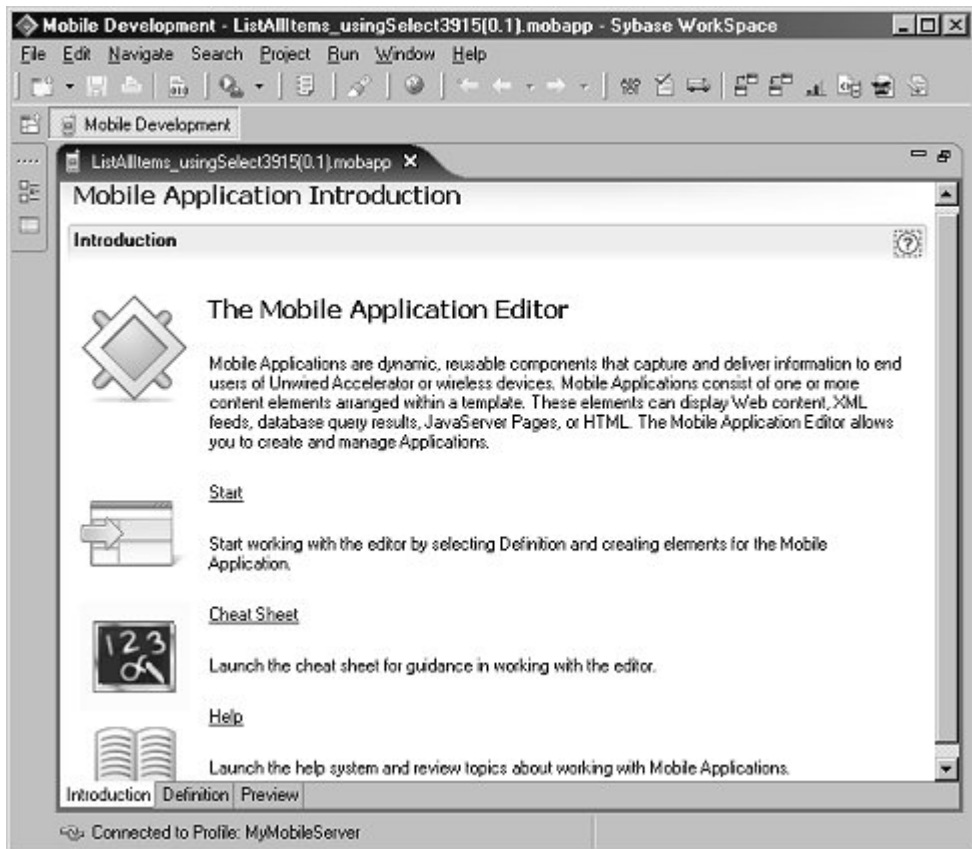 Mobile Development - ListAllItems_usingSelect3915(0.1).mobapp - Sybase WorkSpace
File Edit Navigate Search Project Run Window Help
Mobile Development
ListAllItems_usingSelect3915(0.1).mobapp
Mobile Application Introduction
Introduction
The Mobile Application Editor
Mobile Applications are dynamic, reusable components that capture and deliver information to end
users of Unwired Accelerator or wireless devices. Mobile Applications consist of one or more
content elements arranged within a template. These elements can display Web content, XML
feeds, database query results, JavaServer Pages, or HTML. The Mobile Application Editor allows
you to create and manage Applications.
Start
Start working with the editor by selecting Definition and creating elements for the Mobile
Application.
Cheat Sheet
123
Launch the cheat sheet for guidance in working with the editor.
Help
Launch the help system and review topics about working with Mobile Applications.
Introduction Definition Preview
Connected to Profile: MyMobileServer